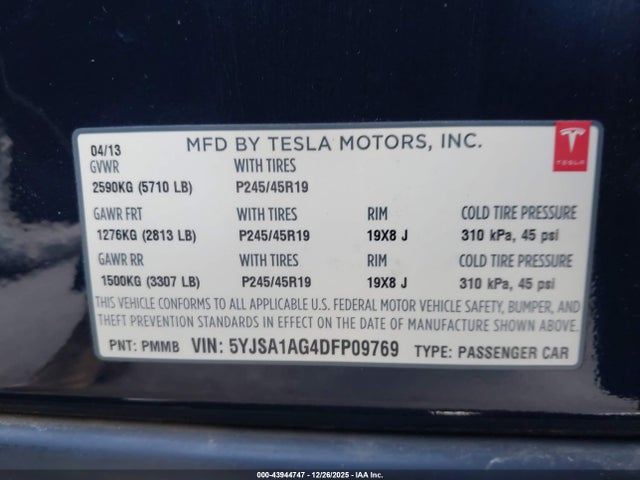 04/13 MFD BY TESLA MOTORS, INC.
TESLA
GVWR WITH TIRES
2590KG (5710 LB) P245/45R19
GAWR FRT WITH TIRES RIM COLD TIRE PRESSURE
1276KG (2813 LB) P245/45R19 19X8 J 310 kPa, 45 psi
GAWR RR WITH TIRES RIM COLD TIRE PRESSURE
1500KG (3307 LB) P245/45R19 19X8 J 310 kPa, 45 psi
THIS VEHICLE CONFORMS TO ALL APPLICABLE U.S. FEDERAL MOTOR VEHICLE SAFETY, BUMPER, AND
THEFT PREVENTION STANDARDS IN EFFECT ON THE DATE OF MANUFACTURE SHOWN ABOVE.
PNT: PMMB VIN: 5YJSA1AG4DFP09769 TYPE: PASSENGER CAR
000-43944747 - 12/26/2025 - IAA Inc.